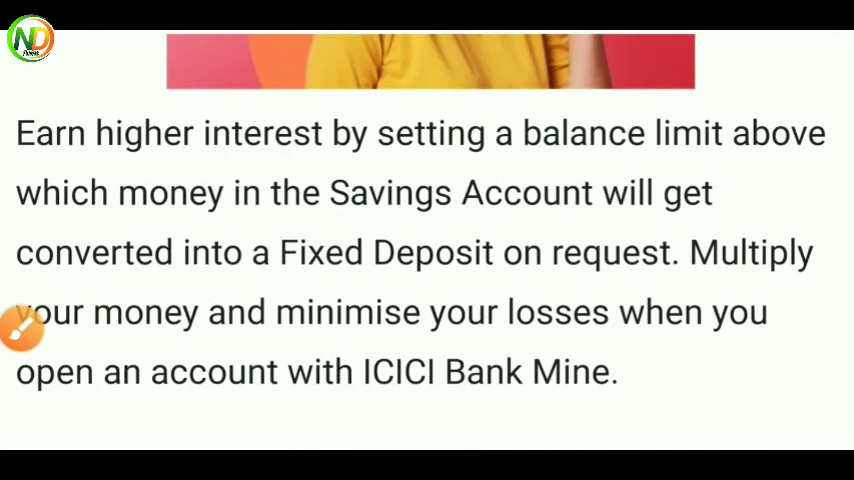 ND
Earn higher interest by setting a balance limit above
which money in the Savings Account will get
converted into a Fixed Deposit on request. Multiply
your money and minimise your losses when you
open an account with ICICI Bank Mine.